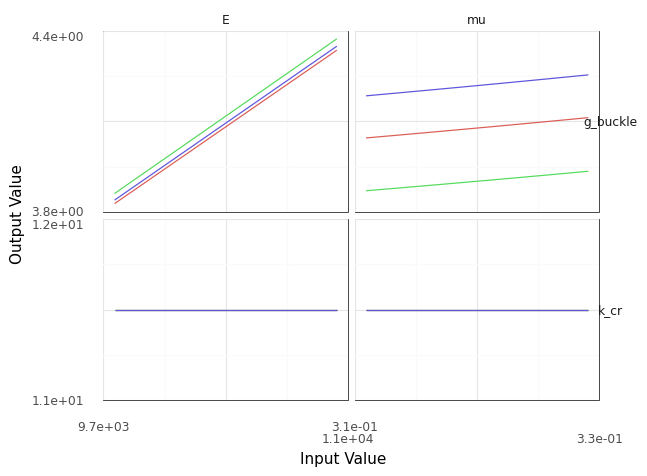 E
mu
4.4e+00
g_buckle
3.8e+00
1.2e+01
k_cr
1.1e+01
Output Value
9.7e+03
3.1e-01
1.1e+04
3.3e-01
Input Value